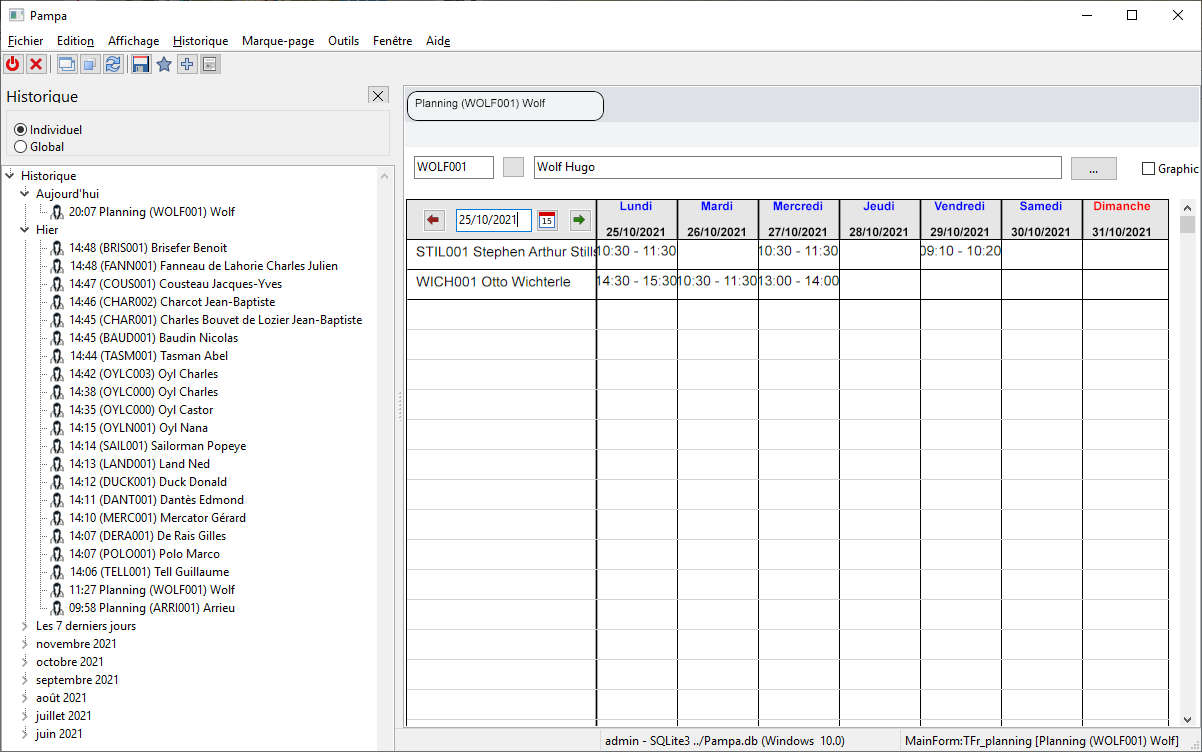 Pampa
Fichier Edition Affichage Historique Marque-page Outils Fenêtre Aide
Historique
Individuel
Global
Historique
Aujourd'hui
20:07 Planning (WOLF001) Wolf
Hier
14:48 (BRIS001) Brisefer Benoit
14:48 (FANN001) Fanneau de Lahorie Charles Julien
14:47 (COUS001) Cousteau Jacques-Yves
14:46 (CHAR002) Charcot Jean-Baptiste
14:45 (CHAR001) Charles Bouvet de Lozier Jean-Baptiste
14:45 (BAUD001) Baudin Nicolas
14:44 (TASM001) Tasman Abel
14:42 (OYLC003) Oyl Charles
14:38 (OYLC000) Oyl Charles
14:35 (OYLC000) Oyl Castor
14:15 (OYLN001) Oyl Nana
14:14 (SAIL001) Sailorman Popeye
14:13 (LAND001) Land Ned
14:12 (DUCK001) Duck Donald
14:11 (DANT001) Dantès Edmond
14:10 (MERC001) Mercator Gérard
14:07 (DERA001) De Rais Gilles
14:07 (POLO001) Polo Marco
14:06 (TELL001) Tell Guillaume
11:27 Planning (WOLF001) Wolf
09:58 Planning (ARRI001) Arrieu
Les 7 derniers jours
novembre 2021
octobre 2021
septembre 2021
août 2021
juillet 2021
juin 2021
Planning (WOLF001) Wolf
WOLF001 Wolf Hugo ... Graphic
25/10/2021 15
Lundi Mardi Mercredi Jeudi Vendredi Samedi Dimanche
25/10/2021 26/10/2021 27/10/2021 28/10/2021 29/10/2021 30/10/2021 31/10/2021
STIL001 Stephen Arthur Stills 10:30 - 11:30 10:30 - 11:30 09:10 - 10:20
WICH001 Otto Wichterle 14:30 - 15:30 10:30 - 11:30 13:00 - 14:00
admin - SQLite3 ../Pampa.db (Windows 10.0) MainForm:TFr_planning [Planning (WOLF001) Wolf]